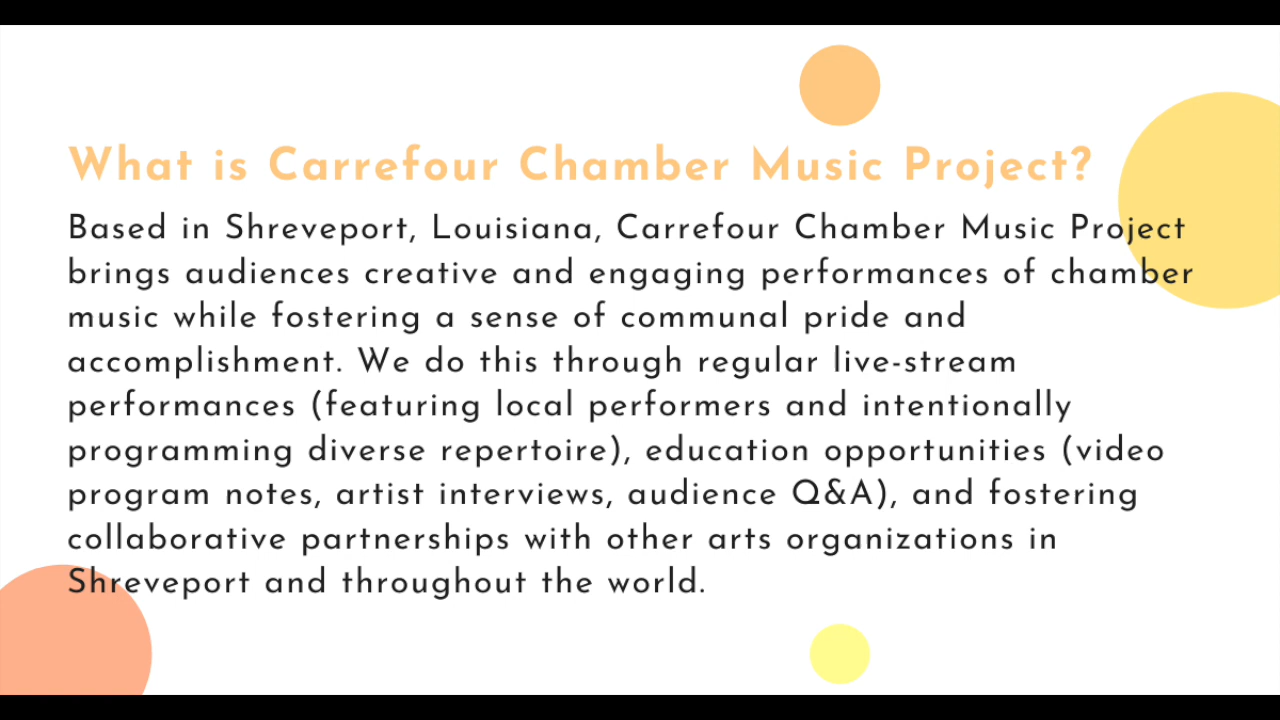 What is Carrefour Chamber Music Project?
Based in Shreveport, Louisiana, Carrefour Chamber Music Project
brings audiences creative and engaging performances of chamber
music while fostering a sense of communal pride and
accomplishment. We do this through regular live-stream
performances (featuring local performers and intentionally
programming diverse repertoire), education opportunities (video
program notes, artist interviews, audience Q&A), and fostering
collaborative partnerships with other arts organizations in
Shreveport and throughout the world.